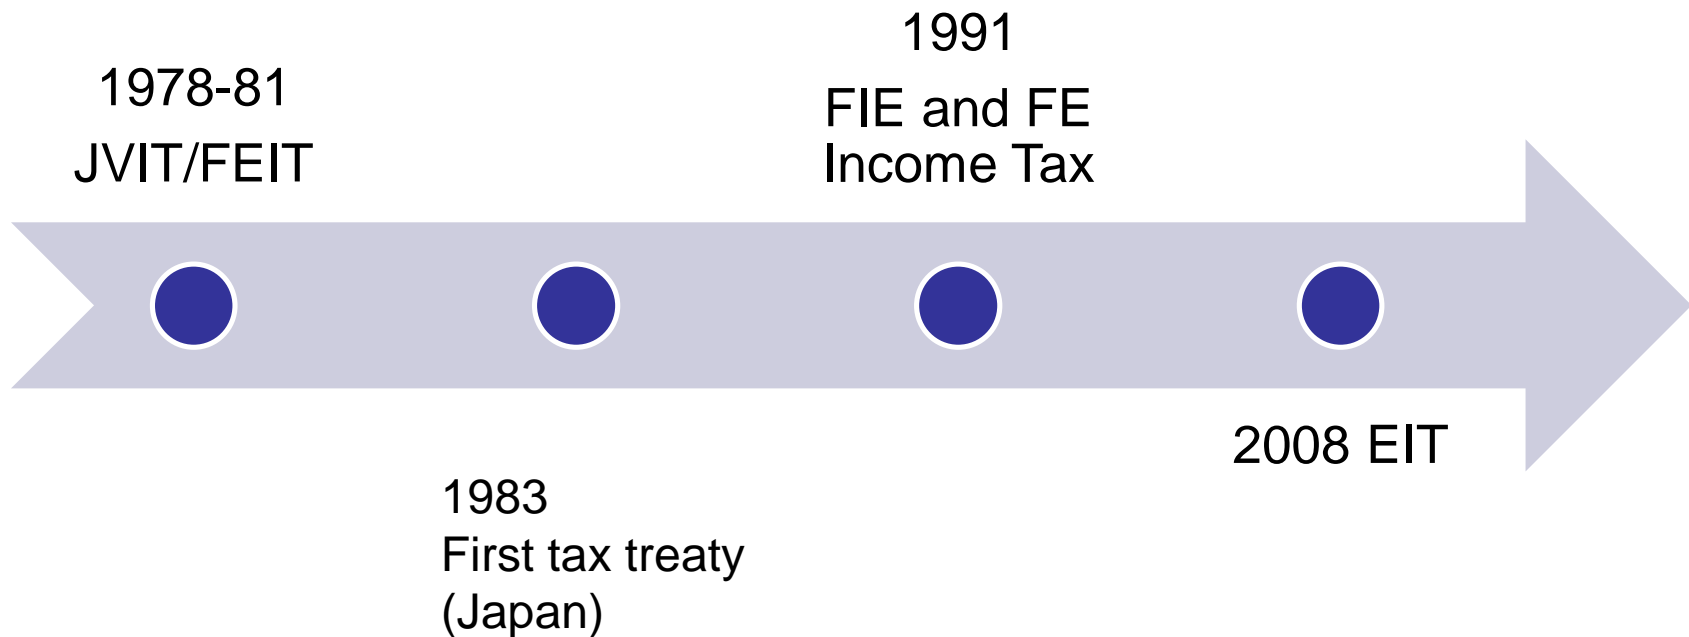 1978-81
JVIT/FEIT
1983
First tax treaty
(Japan)
1991
FIE and FE
Income Tax
2008 EIT